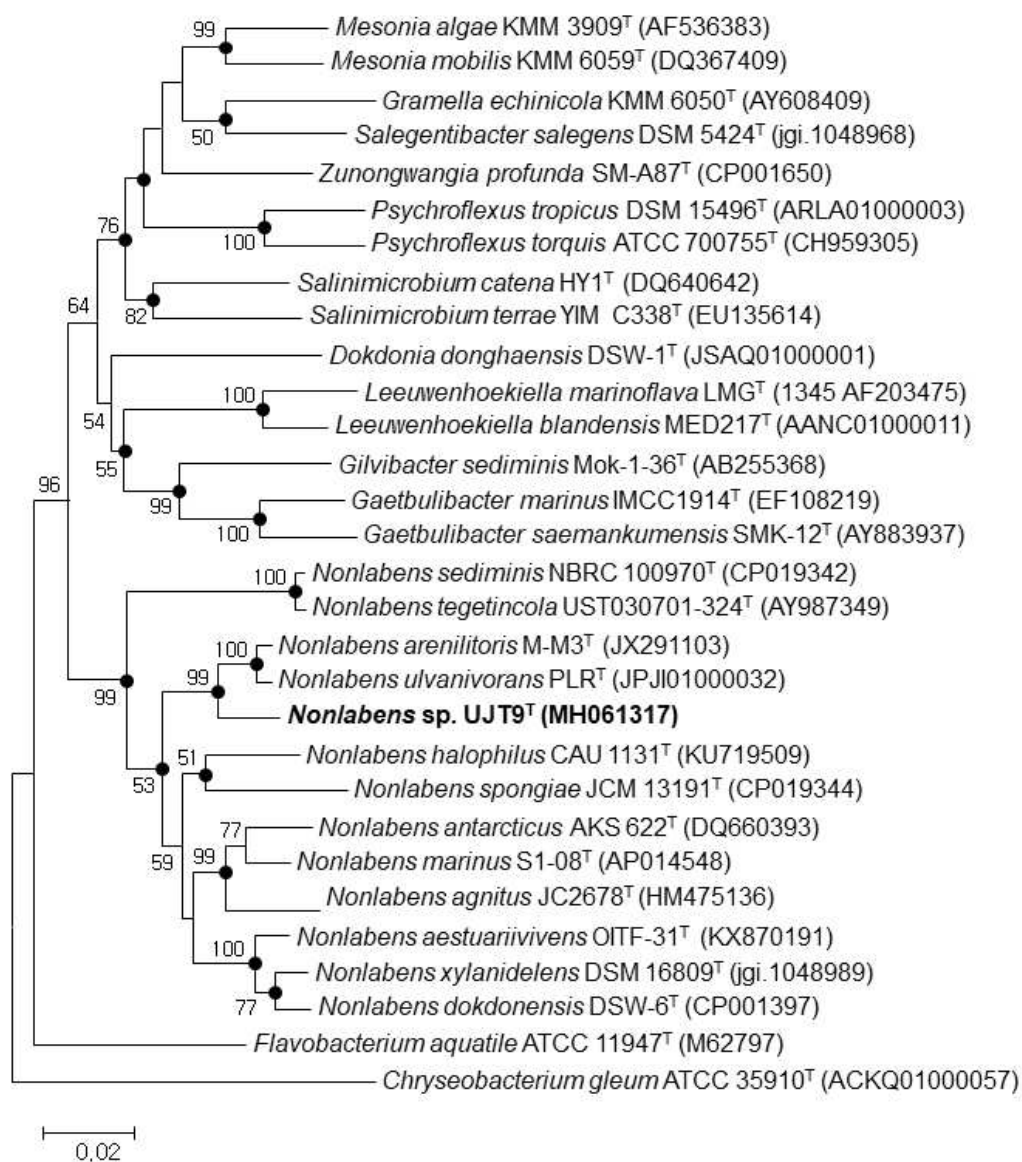 99
Mesonia algae KMM 3909T (AF536383)
Mesonia mobilis KMM 6059T (DQ367409)
Gramella echinicola KMM 6050T (AY608409)
50
Salegentibacter salegens DSM 5424T (jgi.1048968)
Zunongwangia profunda SM-A87T (CP001650)
76
Psychroflexus tropicus DSM 15496T (ARLA01000003)
100
Psychroflexus torquis ATCC 700755T (CH959305)
Salinimicrobium catena HY1T (DQ640642)
64
82
Salinimicrobium terrae YIM C338T (EU135614)
Dokdonia donghaensis DSW-1T (JSAQ01000001)
100
Leeuwenhoekiella marinoflava LMGT (1345 AF203475)
54
Leeuwenhoekiella blandensis MED217T (AANC01000011)
55
Gilvibacter sediminis Mok-1-36T (AB255368)
96
99
Gaetbulibacter marinus IMCC1914T (EF108219)
100
Gaetbulibacter saemankumensis SMK-12T (AY883937)
100
Nonlabens sediminis NBRC 100970T (CP019342)
Nonlabens tegetincola UST030701-324T (AY987349)
100
Nonlabens arenilitoris M-M3T (JX291103)
99
99
Nonlabens ulvanivorans PLRT (JPJI01000032)
Nonlabens sp. UJT9T (MH061317)
51
Nonlabens halophilus CAU 1131T (KU719509)
53
Nonlabens spongiae JCM 13191T (CP019344)
77
Nonlabens antarcticus AKS 622T (DQ660393)
59
99
Nonlabens marinus S1-08T (AP014548)
Nonlabens agnitus JC2678T (HM475136)
100
Nonlabens aestuariivivens OITF-31T (KX870191)
Nonlabens xylanidelens DSM 16809T (jgi.1048989)
77
Nonlabens dokdonensis DSW-6T (CP001397)
Flavobacterium aquatile ATCC 11947T (M62797)
Chryseobacterium gleum ATCC 35910T (ACKQ01000057)
0,02